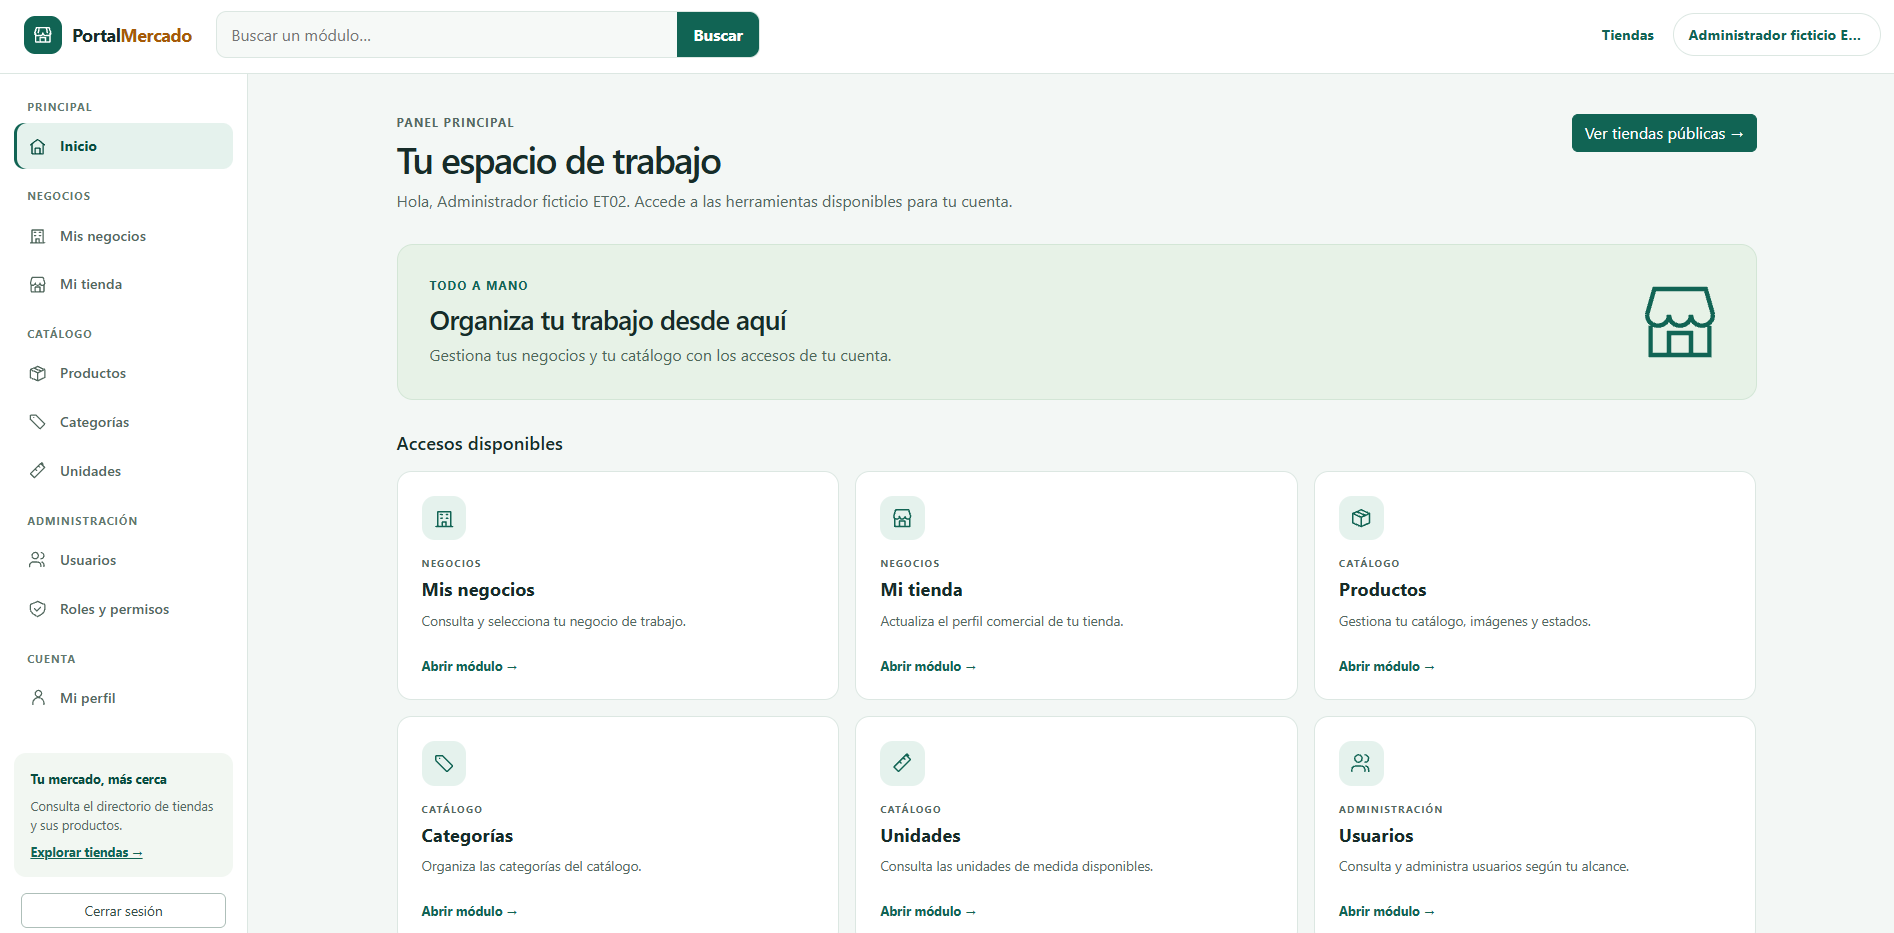 PortalMercado
Buscar un módulo...
Buscar
Tiendas
Administrador ficticio E...
PRINCIPAL
Inicio
NEGOCIOS
Mis negocios
Mi tienda
CATÁLOGO
Productos
Categorías
Unidades
ADMINISTRACIÓN
Usuarios
Roles y permisos
CUENTA
Mi perfil
Tu mercado, más cerca
Consulta el directorio de tiendas
y sus productos.
Explorar tiendas →
Cerrar sesión
PANEL PRINCIPAL
Tu espacio de trabajo
Hola, Administrador ficticio ET02. Accede a las herramientas disponibles para tu cuenta.
Ver tiendas públicas →
TODO A MANO
Organiza tu trabajo desde aquí
Gestiona tus negocios y tu catálogo con los accesos de tu cuenta.
Accesos disponibles
NEGOCIOS
Mis negocios
Consulta y selecciona tu negocio de trabajo.
Abrir módulo →
NEGOCIOS
Mi tienda
Actualiza el perfil comercial de tu tienda.
Abrir módulo →
CATÁLOGO
Productos
Gestiona tu catálogo, imágenes y estados.
Abrir módulo →
CATÁLOGO
Categorías
Organiza las categorías del catálogo.
Abrir módulo →
CATÁLOGO
Unidades
Consulta las unidades de medida disponibles.
Abrir módulo →
ADMINISTRACIÓN
Usuarios
Consulta y administra usuarios según tu alcance.
Abrir módulo →